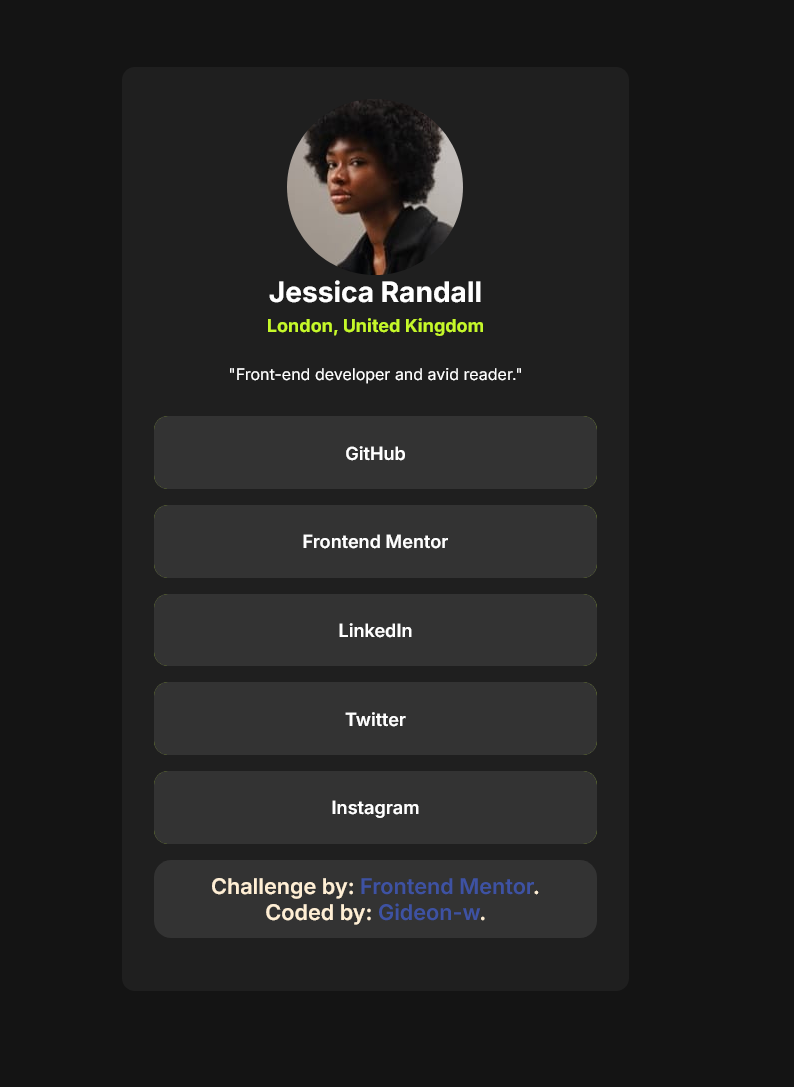 Jessica Randall
London, United Kingdom
"Front-end developer and avid reader."
GitHub
Frontend Mentor
LinkedIn
Twitter
Instagram
Challenge by: Frontend Mentor.
Coded by: Gideon-w.